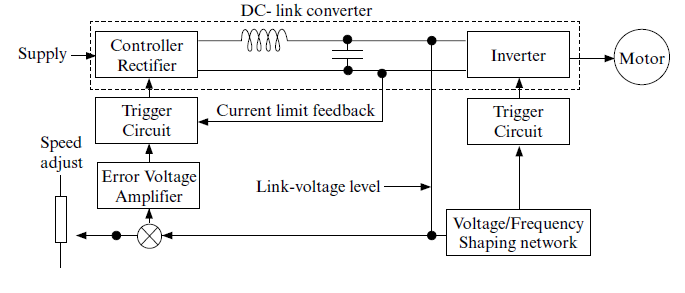 DC- link converter
Supply
Controller
Rectifier
Inverter
Motor
Trigger
Circuit
Current limit feedback
Trigger
Circuit
Speed
adjust
Error Voltage
Amplifier
Link-voltage level
Voltage/Frequency
Shaping network